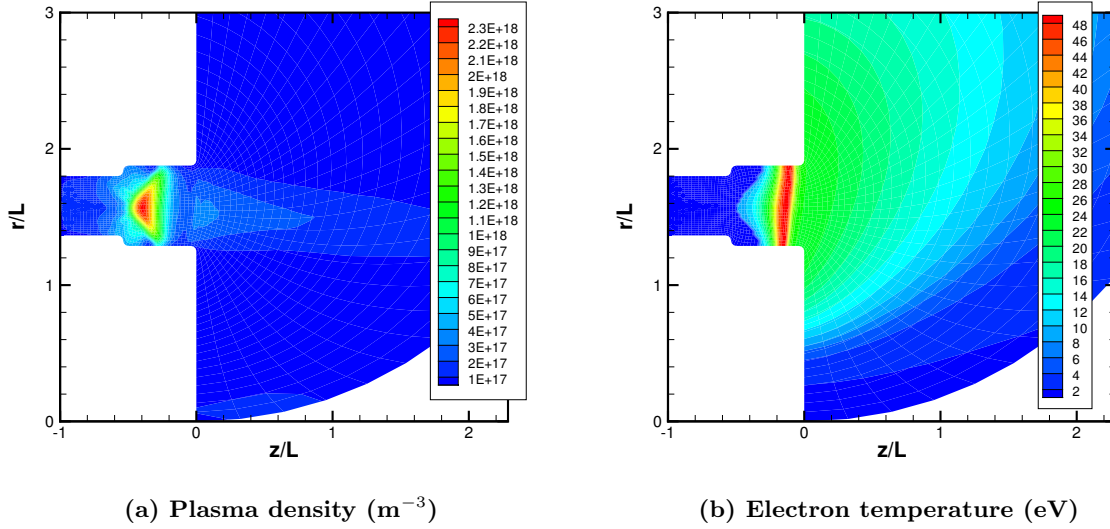 3
2
1
0
r/L
-1
0
1
2
z/L
2.3E+18
2.2E+18
2.1E+18
2E+18
1.9E+18
1.8E+18
1.7E+18
1.6E+18
1.5E+18
1.4E+18
1.3E+18
1.2E+18
1.1E+18
1E+18
9E+17
8E+17
7E+17
6E+17
5E+17
4E+17
3E+17
2E+17
1E+17
(a) Plasma density (m⁻³)
3
2
1
0
r/L
-1
0
1
2
z/L
48
46
44
42
40
38
36
34
32
30
28
26
24
22
20
18
16
14
12
10
8
6
4
2
(b) Electron temperature (eV)